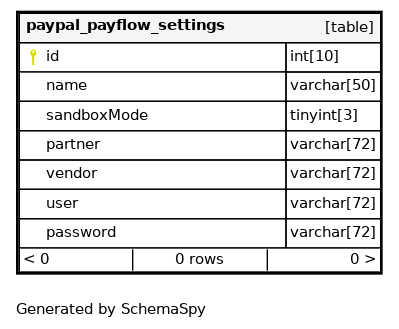 paypal_payflow_settings [table]
id int[10]
name varchar[50]
sandboxMode tinyint[3]
partner varchar[72]
vendor varchar[72]
user varchar[72]
password varchar[72]
< 0 0 rows 0 >
Generated by SchemaSpy